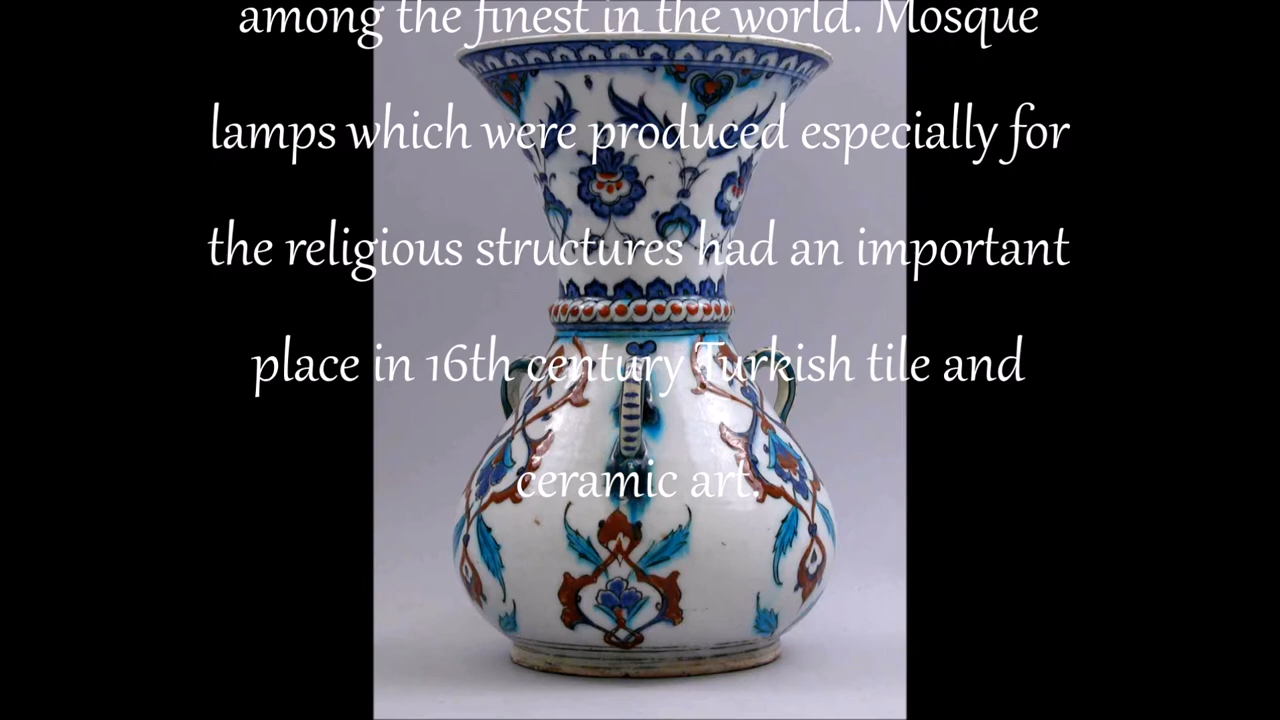 among the finest in the world. Mosque
lamps which were produced especially for
the religious structures had an important
place in 16th century Turkish tile and
ceramic art.